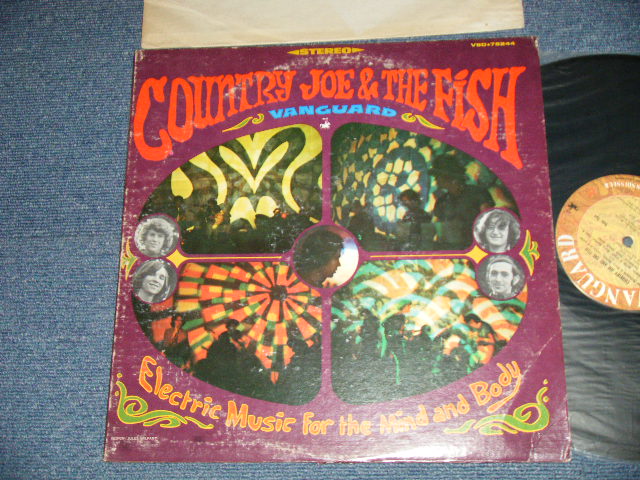 STEREO
VSD•79244
COUNTRY JOE & THE FISH
VANGUARD
VANGUARD
Electric Music for the Mind and Body